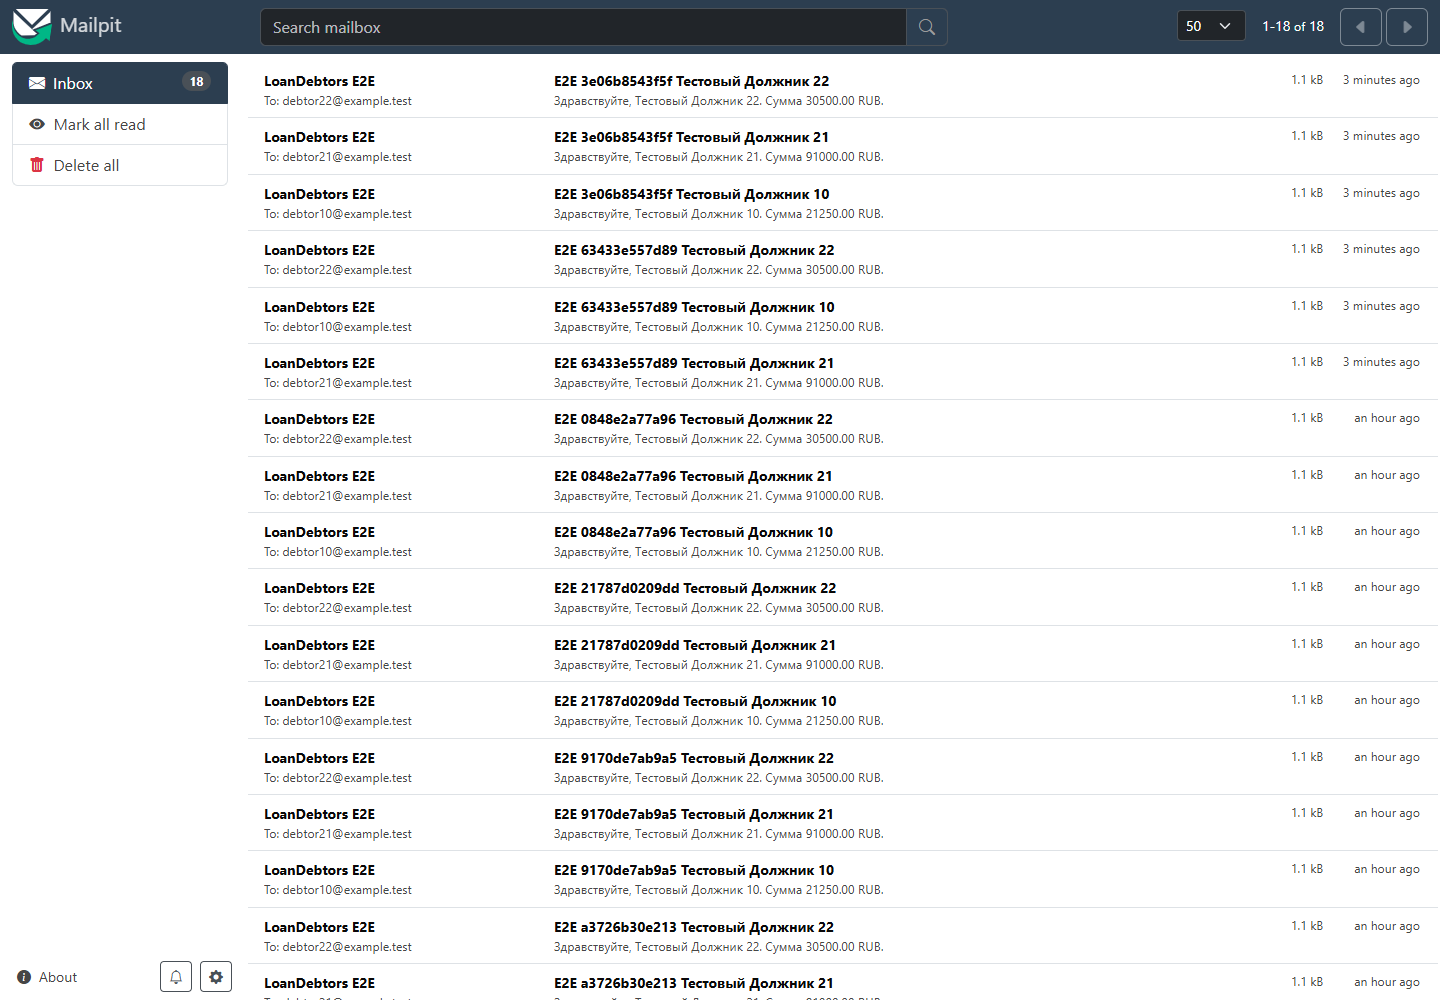 Mailpit
Search mailbox
50
1-18 of 18
Inbox 18
Mark all read
Delete all
LoanDebtors E2E E2E 3e06b8543f5f Тестовый Должник 22 1.1 kB 3 minutes ago
To: debtor22@example.test Здравствуйте, Тестовый Должник 22. Сумма 30500.00 RUB.
LoanDebtors E2E E2E 3e06b8543f5f Тестовый Должник 21 1.1 kB 3 minutes ago
To: debtor21@example.test Здравствуйте, Тестовый Должник 21. Сумма 91000.00 RUB.
LoanDebtors E2E E2E 3e06b8543f5f Тестовый Должник 10 1.1 kB 3 minutes ago
To: debtor10@example.test Здравствуйте, Тестовый Должник 10. Сумма 21250.00 RUB.
LoanDebtors E2E E2E 63433e557d89 Тестовый Должник 22 1.1 kB 3 minutes ago
To: debtor22@example.test Здравствуйте, Тестовый Должник 22. Сумма 30500.00 RUB.
LoanDebtors E2E E2E 63433e557d89 Тестовый Должник 10 1.1 kB 3 minutes ago
To: debtor10@example.test Здравствуйте, Тестовый Должник 10. Сумма 21250.00 RUB.
LoanDebtors E2E E2E 63433e557d89 Тестовый Должник 21 1.1 kB 3 minutes ago
To: debtor21@example.test Здравствуйте, Тестовый Должник 21. Сумма 91000.00 RUB.
LoanDebtors E2E E2E 0848e2a77a96 Тестовый Должник 22 1.1 kB an hour ago
To: debtor22@example.test Здравствуйте, Тестовый Должник 22. Сумма 30500.00 RUB.
LoanDebtors E2E E2E 0848e2a77a96 Тестовый Должник 21 1.1 kB an hour ago
To: debtor21@example.test Здравствуйте, Тестовый Должник 21. Сумма 91000.00 RUB.
LoanDebtors E2E E2E 0848e2a77a96 Тестовый Должник 10 1.1 kB an hour ago
To: debtor10@example.test Здравствуйте, Тестовый Должник 10. Сумма 21250.00 RUB.
LoanDebtors E2E E2E 21787d0209dd Тестовый Должник 22 1.1 kB an hour ago
To: debtor22@example.test Здравствуйте, Тестовый Должник 22. Сумма 30500.00 RUB.
LoanDebtors E2E E2E 21787d0209dd Тестовый Должник 21 1.1 kB an hour ago
To: debtor21@example.test Здравствуйте, Тестовый Должник 21. Сумма 91000.00 RUB.
LoanDebtors E2E E2E 21787d0209dd Тестовый Должник 10 1.1 kB an hour ago
To: debtor10@example.test Здравствуйте, Тестовый Должник 10. Сумма 21250.00 RUB.
LoanDebtors E2E E2E 9170de7ab9a5 Тестовый Должник 22 1.1 kB an hour ago
To: debtor22@example.test Здравствуйте, Тестовый Должник 22. Сумма 30500.00 RUB.
LoanDebtors E2E E2E 9170de7ab9a5 Тестовый Должник 21 1.1 kB an hour ago
To: debtor21@example.test Здравствуйте, Тестовый Должник 21. Сумма 91000.00 RUB.
LoanDebtors E2E E2E 9170de7ab9a5 Тестовый Должник 10 1.1 kB an hour ago
To: debtor10@example.test Здравствуйте, Тестовый Должник 10. Сумма 21250.00 RUB.
LoanDebtors E2E E2E a3726b30e213 Тестовый Должник 22 1.1 kB an hour ago
To: debtor22@example.test Здравствуйте, Тестовый Должник 22. Сумма 30500.00 RUB.
LoanDebtors E2E E2E a3726b30e213 Тестовый Должник 21 1.1 kB an hour ago
About